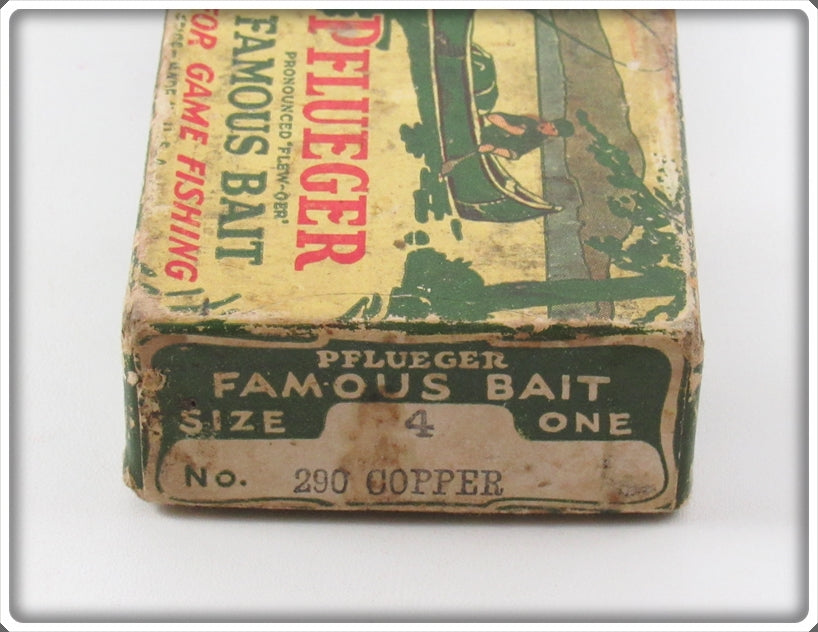 PFLUEGER
PRONOUNCED "FLEW-GER"
FAMOUS BAIT
FOR GAME FISHING
PFLUEGER
FAMOUS BAIT
SIZE 4 ONE
No. 290 COPPER